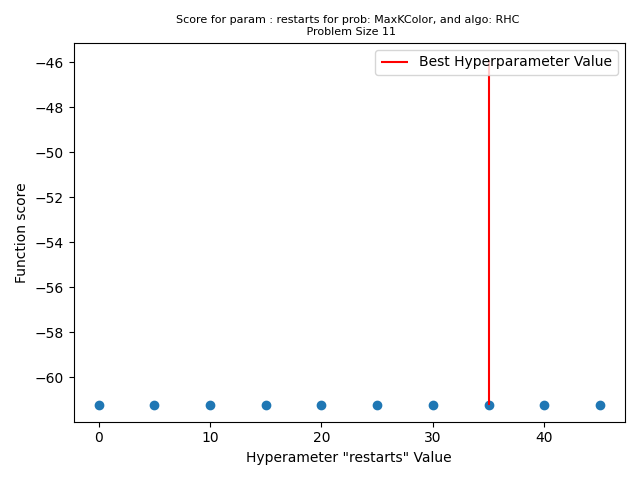 Score for param : restarts for prob: MaxKColor, and algo: RHC
Problem Size 11
Best Hyperparameter Value
Function score
−46
−48
−50
−52
−54
−56
−58
−60
0
10
20
30
40
Hyperameter "restarts" Value